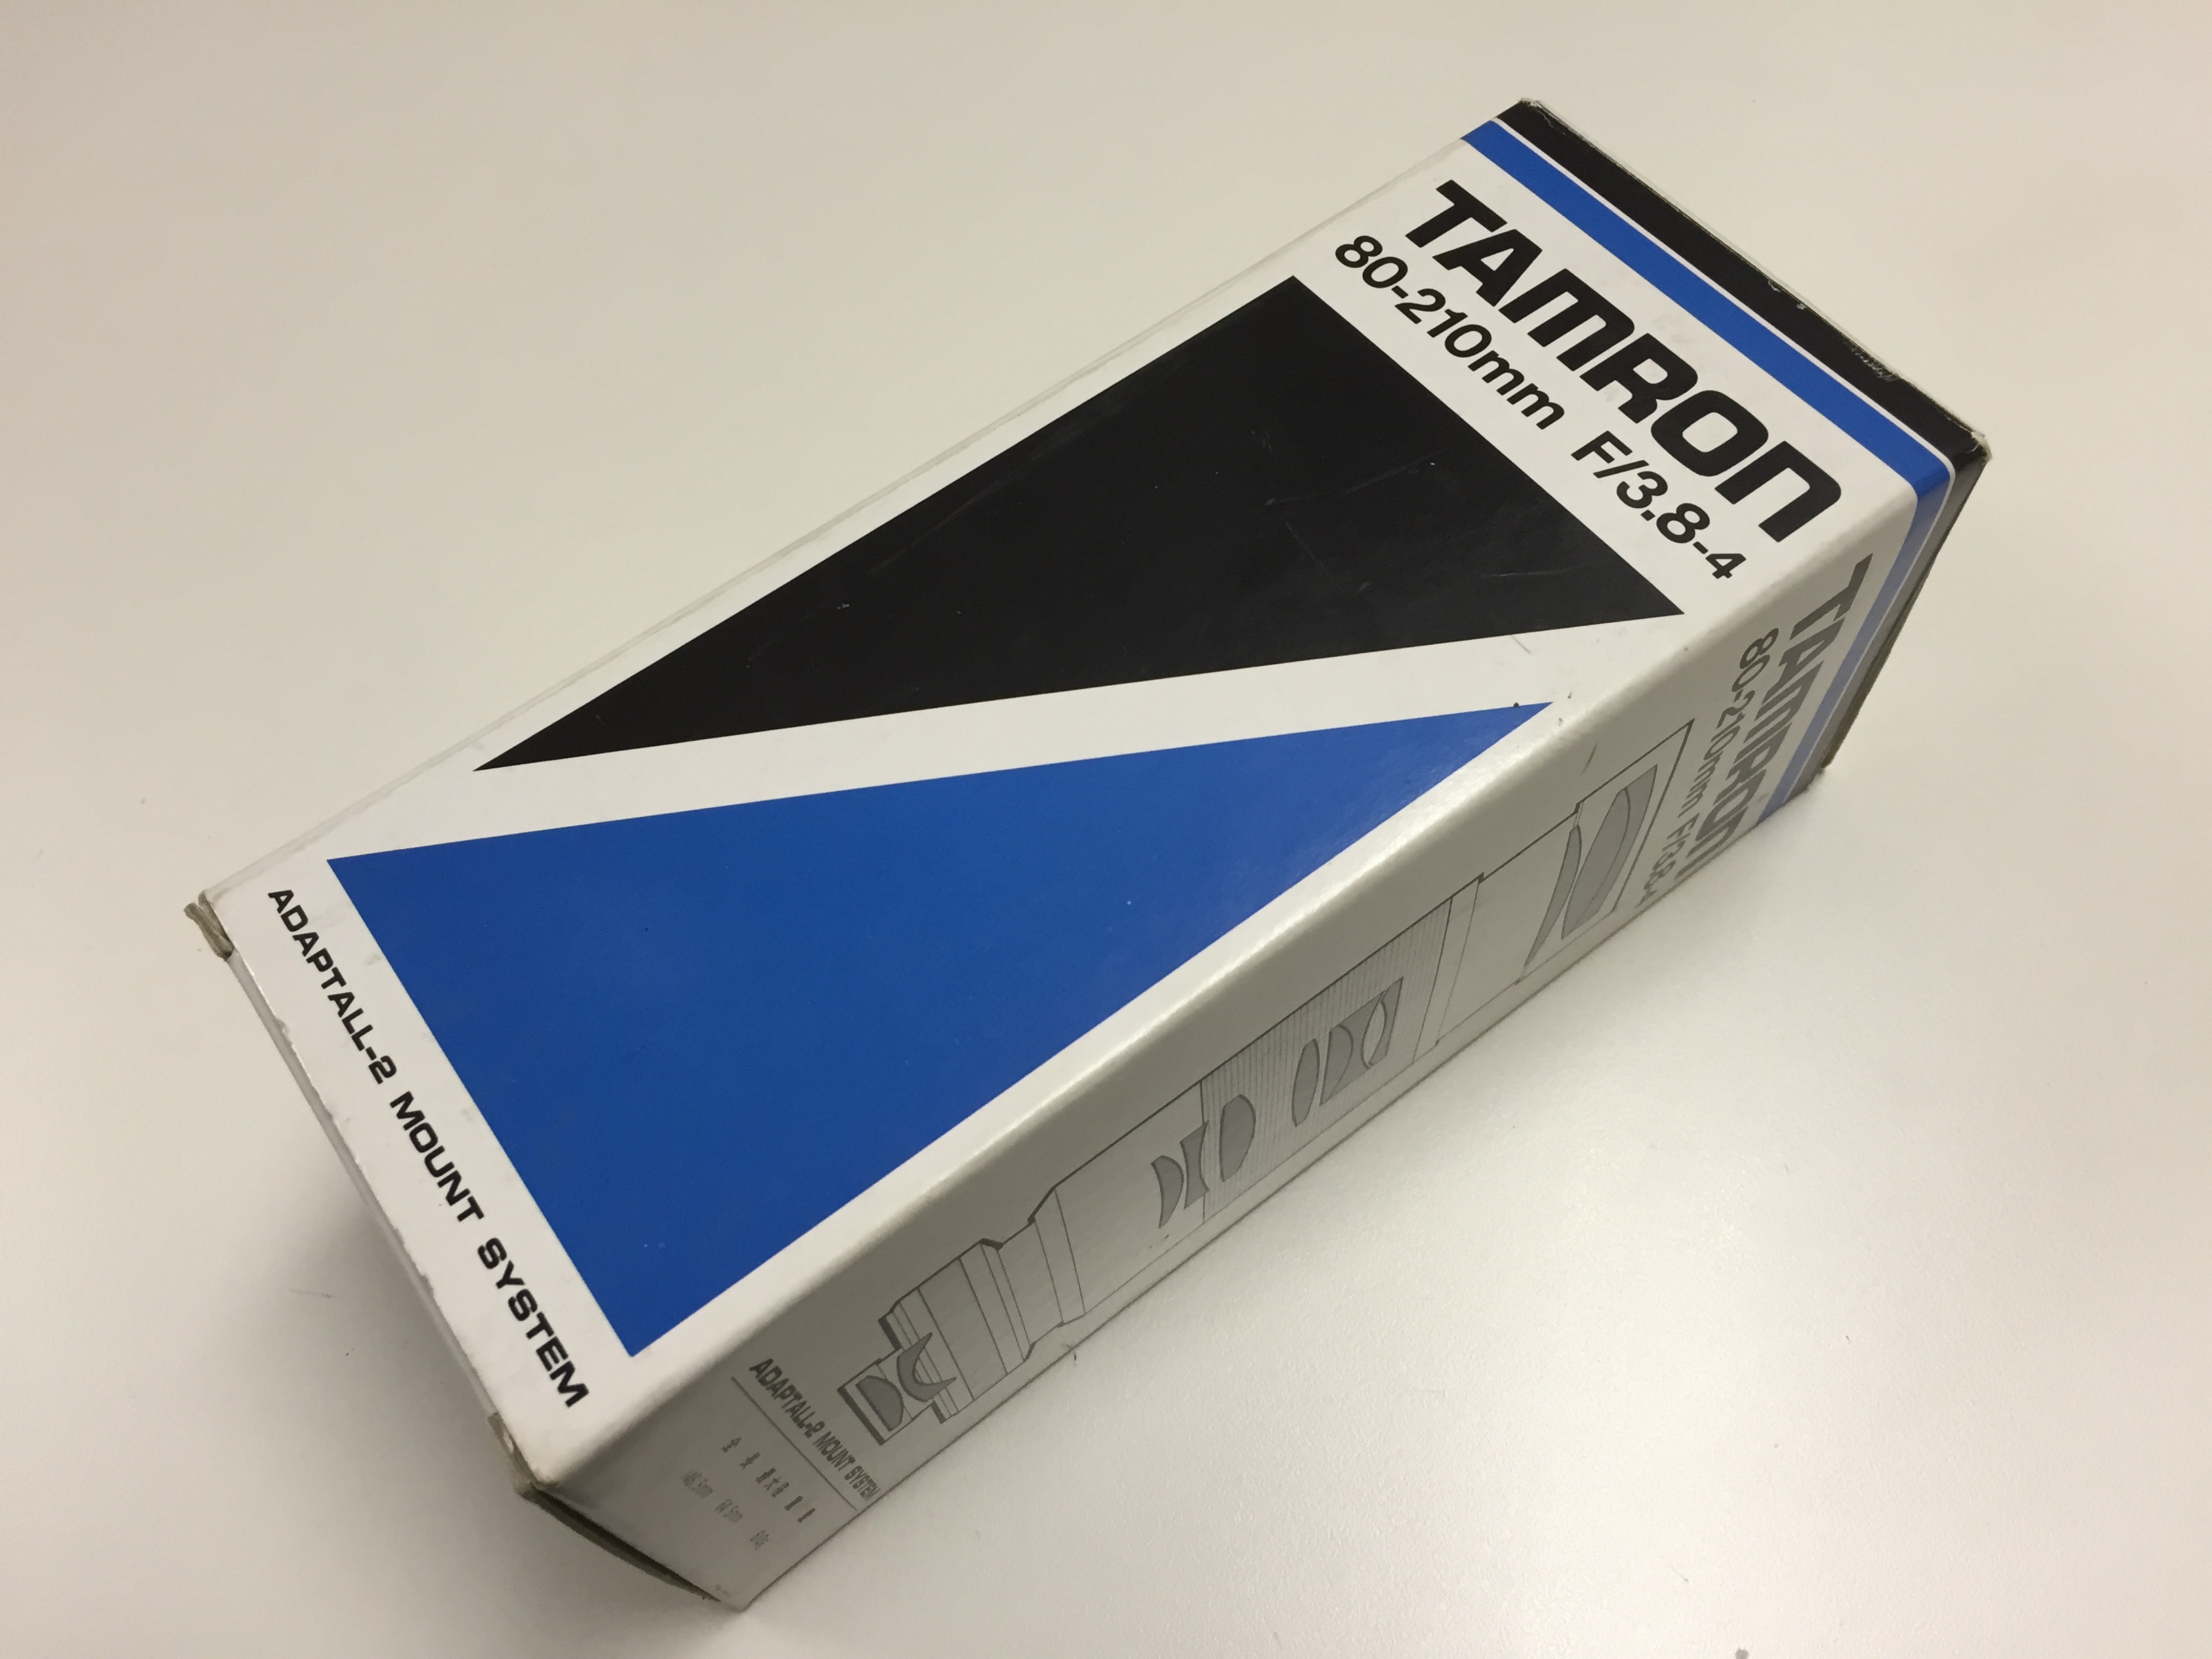 TAMRON
80-210mm F/3.8-4
ADAPTALL-2 MOUNT SYSTEM
TAMRON
80-210mm F/3.8-4
ADAPTALL-2 MOUNT SYSTEM